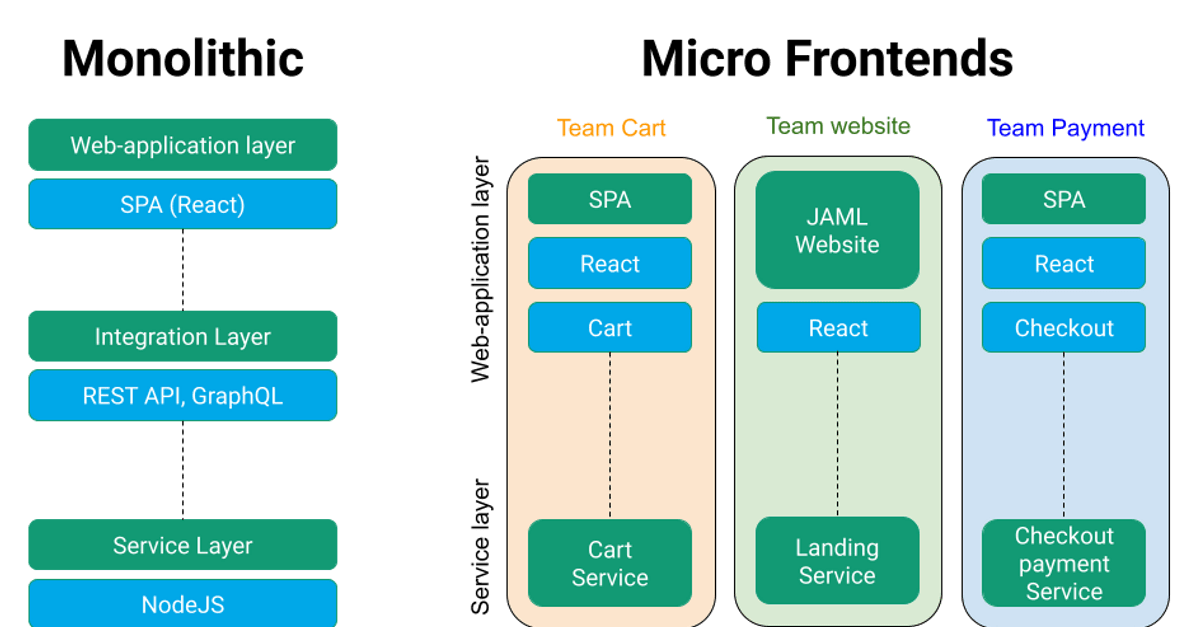 Monolithic
Web-application layer
SPA (React)
Integration Layer
REST API, GraphQL
Service Layer
NodeJS
Micro Frontends
Web-application layer
Service layer
Team Cart
SPA
React
Cart
Cart
Service
Team website
JAML
Website
React
Landing
Service
Team Payment
SPA
React
Checkout
Checkout
payment
Service